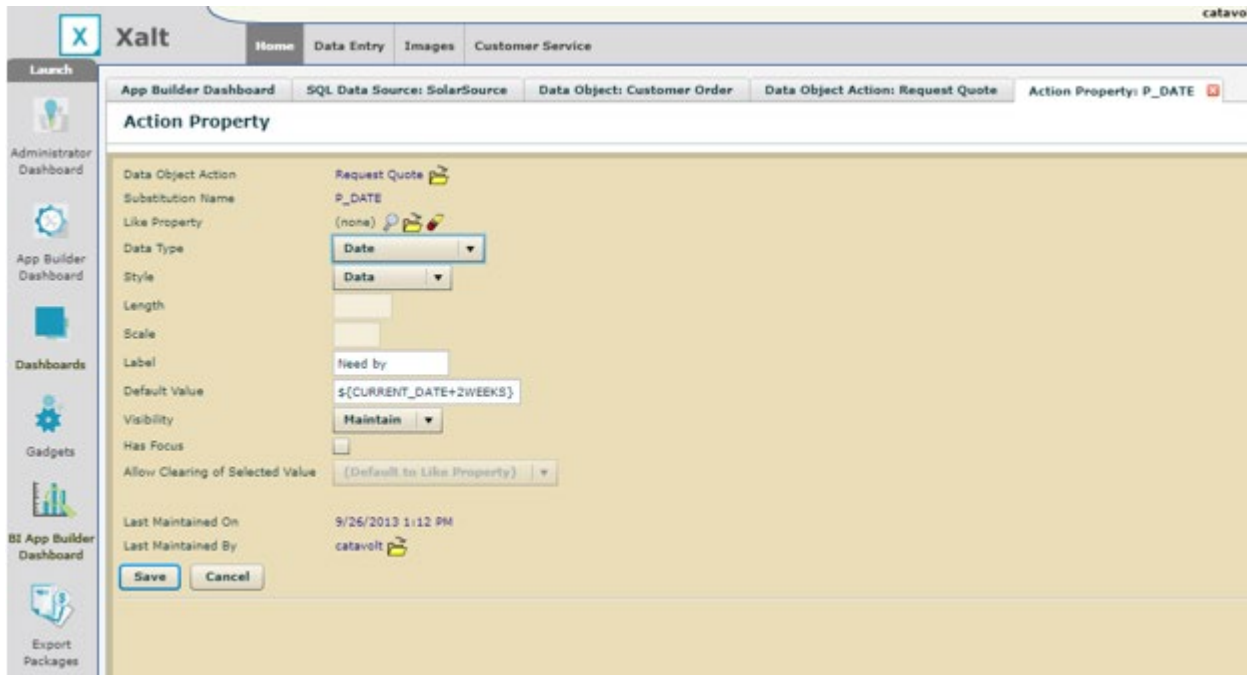 catavo
X Xalt
Home Data Entry Images Customer Service
Launch
App Builder Dashboard SQL Data Source: SolarSource Data Object: Customer Order Data Object Action: Request Quote Action Property: P_DATE
Action Property
Administrator
Dashboard
App Builder
Dashboard
Dashboards
Gadgets
BI App Builder
Dashboard
Export
Packages
Data Object Action Request Quote
Substitution Name P_DATE
Like Property (none)
Data Type Date
Style Data
Length
Scale
Label Need by
Default Value ${CURRENT_DATE+2WEEKS}
Visibility Maintain
Has Focus
Allow Clearing of Selected Value (Default to Like Property)
Last Maintained On 9/26/2013 1:12 PM
Last Maintained By catavolt
Save Cancel